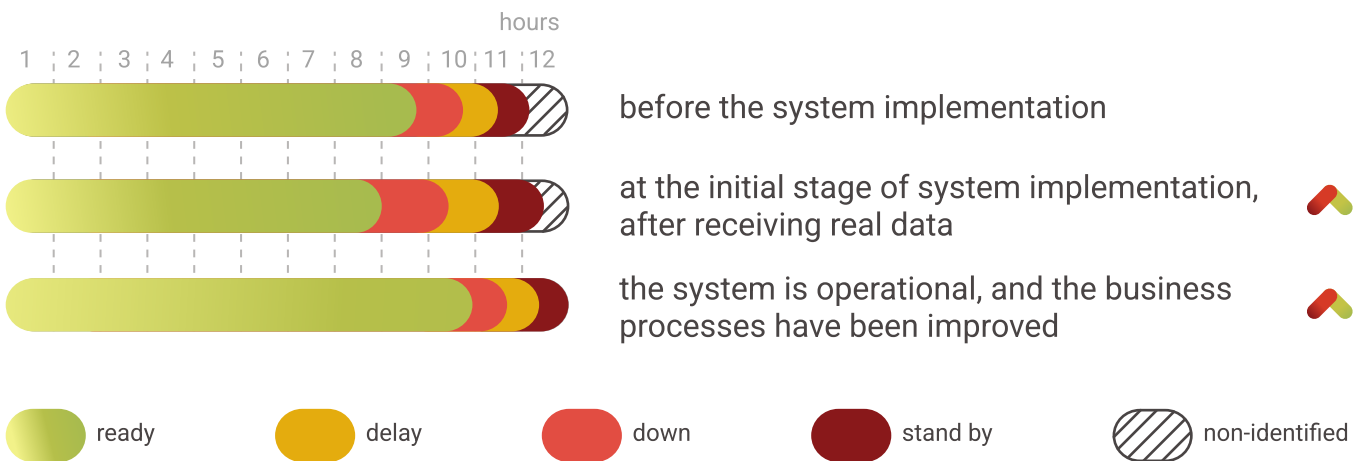 hours
1 2 3 4 5 6 7 8 9 10 11 12
before the system implementation
at the initial stage of system implementation,
after receiving real data
the system is operational, and the business
processes have been improved
ready delay down stand by non-identified